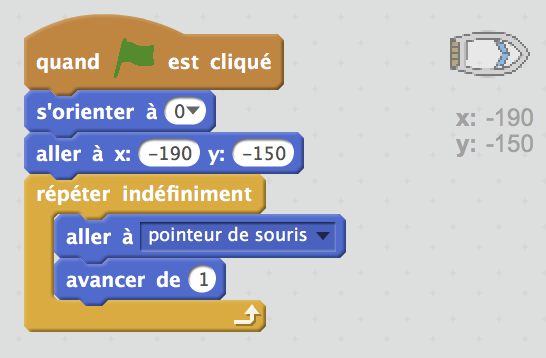 quand est cliqué
s'orienter à 0
aller à x: -190 y: -150
répéter indéfiniment
aller à pointeur de souris
avancer de 1
x: -190
y: -150